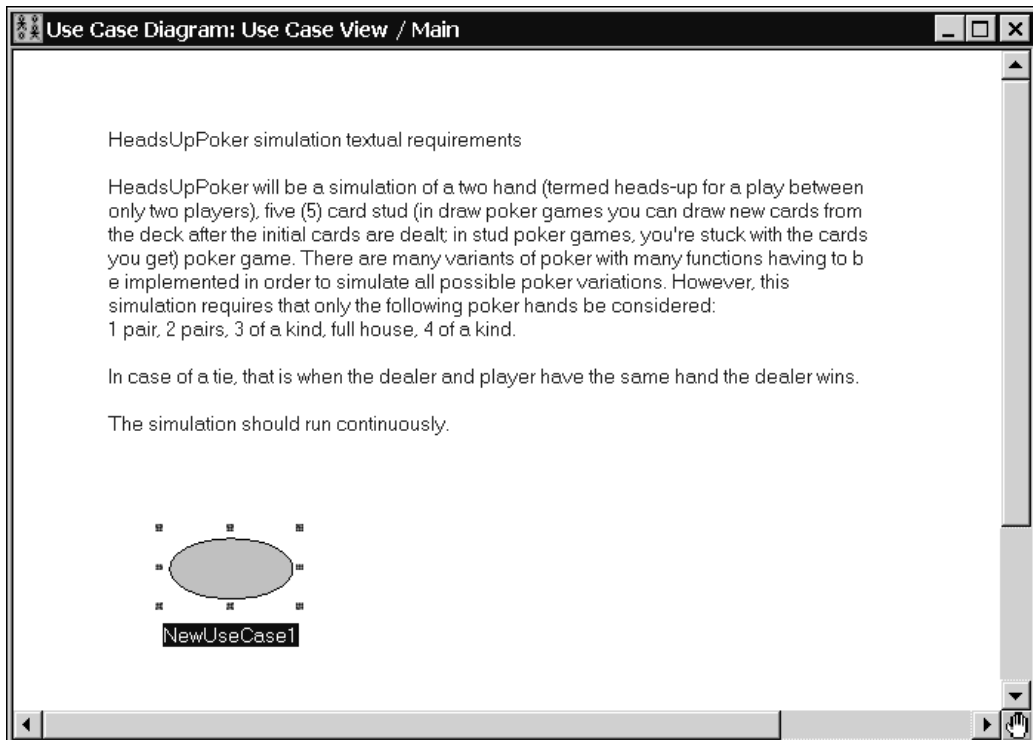 Use Case Diagram: Use Case View / Main
HeadsUpPoker simulation textual requirements
HeadsUpPoker will be a simulation of a two hand (termed heads-up for a play between
only two players), five (5) card stud (in draw poker games you can draw new cards from
the deck after the initial cards are dealt; in stud poker games, you're stuck with the cards
you get) poker game. There are many variants of poker with many functions having to b
e implemented in order to simulate all possible poker variations. However, this
simulation requires that only the following poker hands be considered:
1 pair, 2 pairs, 3 of a kind, full house, 4 of a kind.
In case of a tie, that is when the dealer and player have the same hand the dealer wins.
The simulation should run continuously.
NewUseCase1